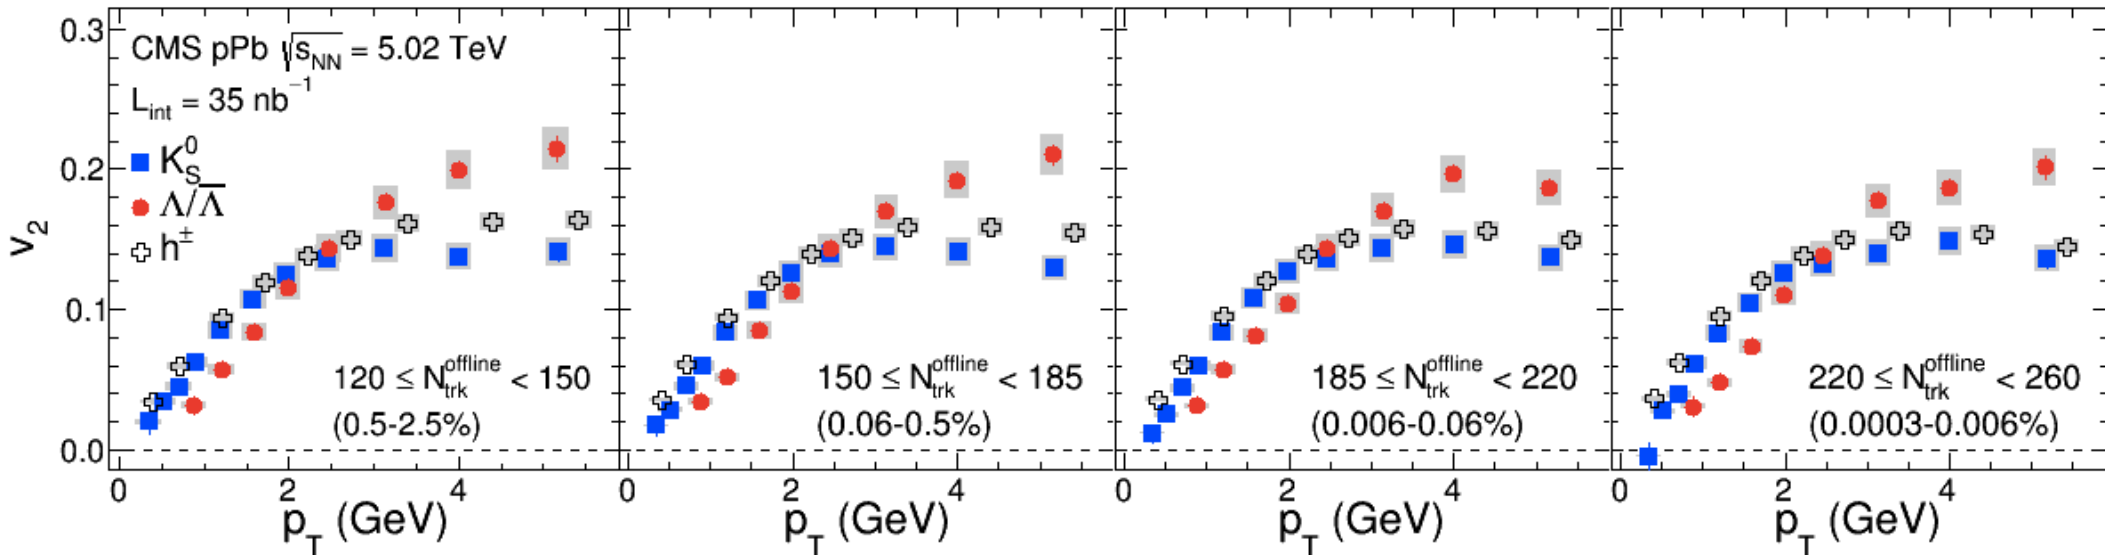 0.3
0.2
0.1
0.0
v₂
CMS pPb √s_NN = 5.02 TeV
L_int = 35 nb⁻¹
K_S^0
Λ/Λ̅
h^±
120 ≤ N_trk^offline < 150
(0.5-2.5%)
150 ≤ N_trk^offline < 185
(0.06-0.5%)
185 ≤ N_trk^offline < 220
(0.006-0.06%)
220 ≤ N_trk^offline < 260
(0.0003-0.006%)
0 2 4
0 2 4
0 2 4
0 2 4
p_T (GeV)
p_T (GeV)
p_T (GeV)
p_T (GeV)